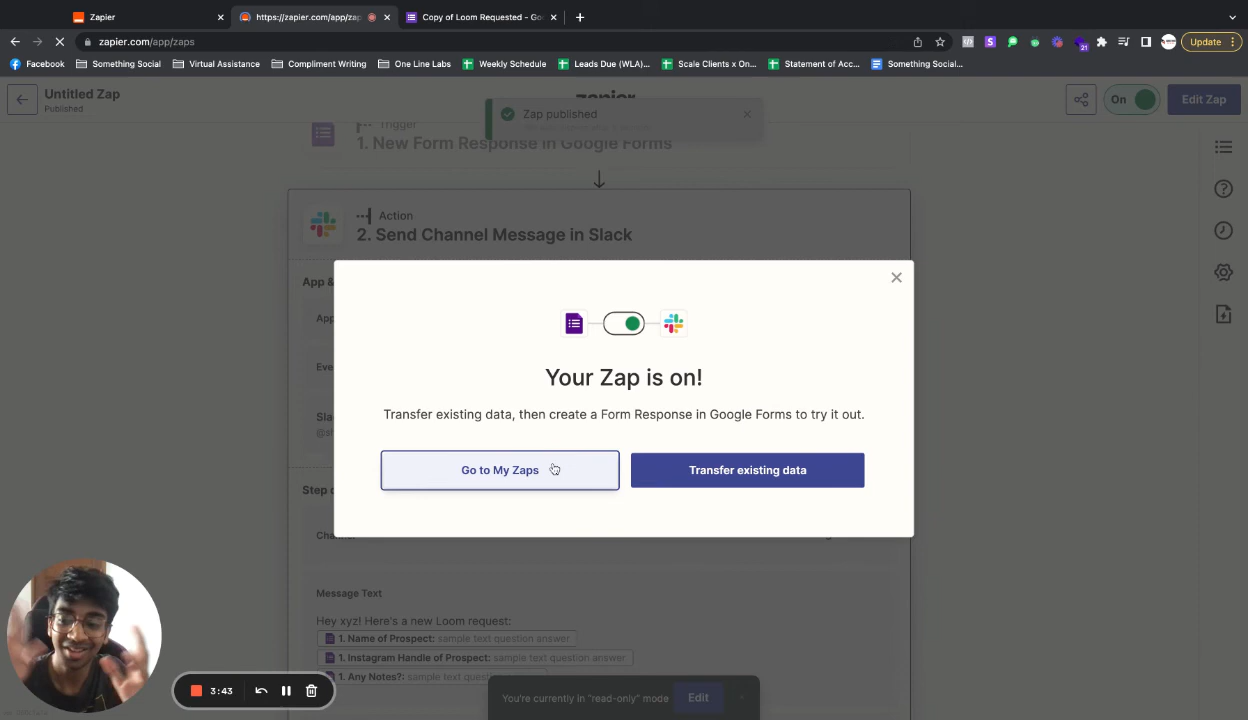 Zapier
https://zapier.com/app/zap
Copy of Loom Requested - Go
zapier.com/app/zaps
21
Update
Facebook
Something Social
Virtual Assistance
Compliment Writing
One Line Labs
Weekly Schedule
Leads Due (WLA)...
Scale Clients x On...
Statement of Acc...
Something Social...
Untitled Zap
Published
zapier
On
Edit Zap
Zap published
Trigger
1. New Form Response in Google Forms
Action
2. Send Channel Message in Slack
App &
App
Eve
Sla
Your Zap is on!
Transfer existing data, then create a Form Response in Google Forms to try it out.
Go to My Zaps
Transfer existing data
Step d
Chann
Message Text
Hey xyz! Here's a new Loom request:
1. Name of Prospect: sample text question answer
1. Instagram Handle of Prospect: sample text question answer
1. Any Notes?: sample text question answer
3:43
You're currently in "read-only" mode
Edit